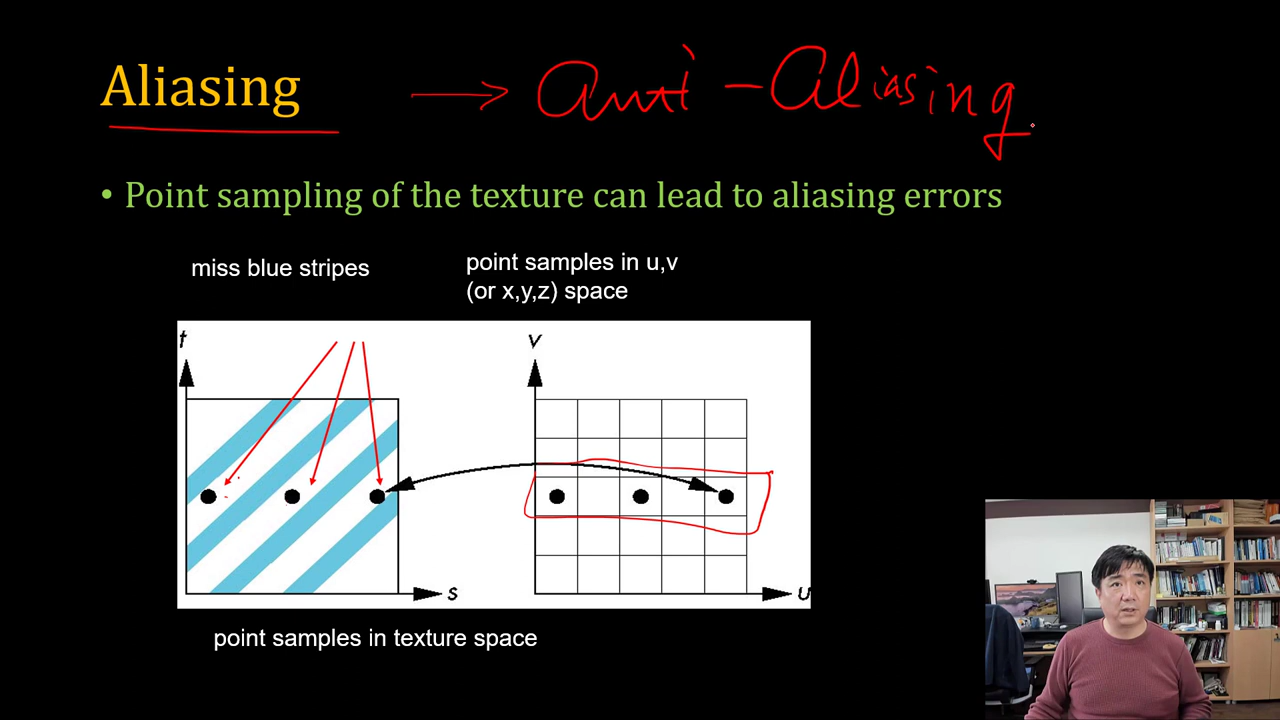 Aliasing → anti-aliasing
• Point sampling of the texture can lead to aliasing errors
miss blue stripes
point samples in u,v
(or x,y,z) space
t
v
s
u
point samples in texture space